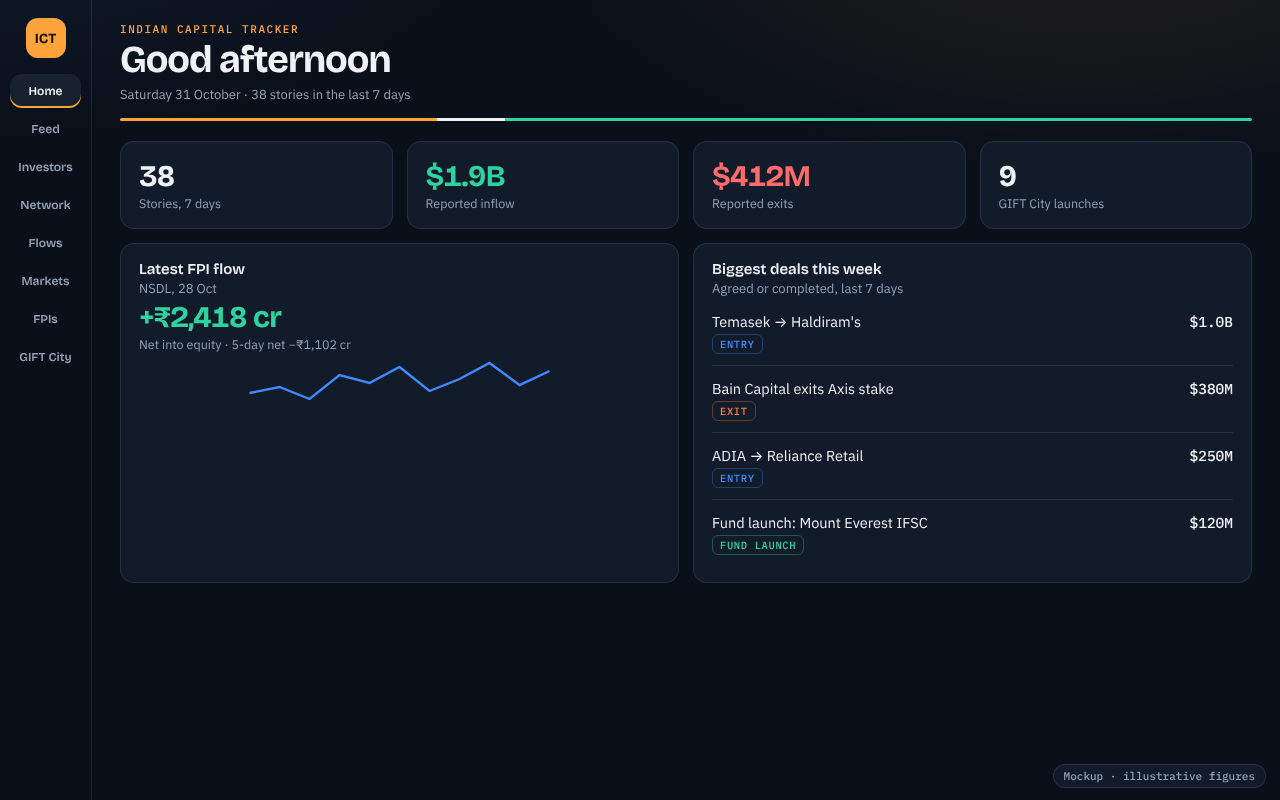 ICT
Home
Feed
Investors
Network
Flows
Markets
FPIs
GIFT City
INDIAN CAPITAL TRACKER
Good afternoon
Saturday 31 October · 38 stories in the last 7 days
38
Stories, 7 days
$1.9B
Reported inflow
$412M
Reported exits
9
GIFT City launches
Latest FPI flow
NSDL, 28 Oct
+₹2,418 cr
Net into equity · 5-day net −₹1,102 cr
Biggest deals this week
Agreed or completed, last 7 days
Temasek → Haldiram's $1.0B
ENTRY
Bain Capital exits Axis stake $380M
EXIT
ADIA → Reliance Retail $250M
ENTRY
Fund launch: Mount Everest IFSC $120M
FUND LAUNCH
Mockup · illustrative figures